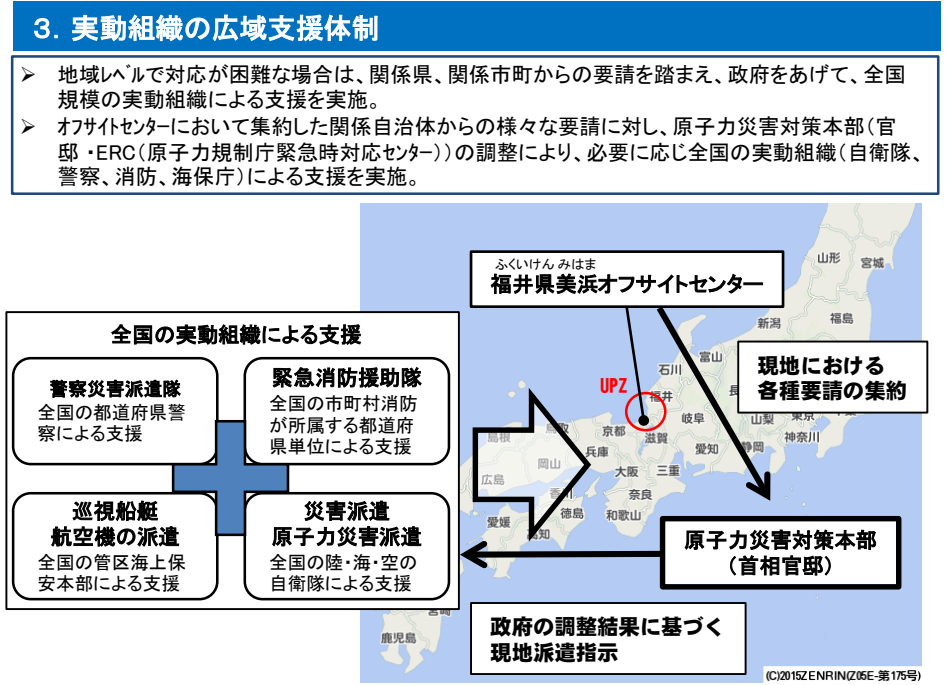 ３．実動組織の広域支援体制
➢ 地域ﾚﾍﾞﾙで対応が困難な場合は、関係県、関係市町からの要請を踏まえ、政府をあげて、全国
規模の実動組織による支援を実施。
➢ ｵﾌｻｲﾄｾﾝﾀｰにおいて集約した関係自治体からの様々な要請に対し、原子力災害対策本部（官
邸 ・ERC（原子力規制庁緊急時対応ｾﾝﾀｰ））の調整により、必要に応じ全国の実動組織（自衛隊、
警察、消防、海保庁）による支援を実施。
ふくいけん みはま
福井県美浜オフサイトセンター
全国の実動組織による支援
警察災害派遣隊
全国の都道府県警
察による支援
緊急消防援助隊
全国の市町村消防
が所属する都道府
県単位による支援
巡視船艇
航空機の派遣
全国の管区海上保
安本部による支援
災害派遣
原子力災害派遣
全国の陸・海・空の
自衛隊による支援
現地における
各種要請の集約
原子力災害対策本部
（首相官邸）
政府の調整結果に基づく
現地派遣指示
UPZ
山形
宮城
新潟
福島
富山
石川
福井
岐阜
山梨
東京
神奈川
静岡
愛知
京都
滋賀
兵庫
大阪
三重
奈良
和歌山
岡山
島根
広島
徳島
愛媛
鹿児島
(C)2015ZENRIN(Z05E-第175号)